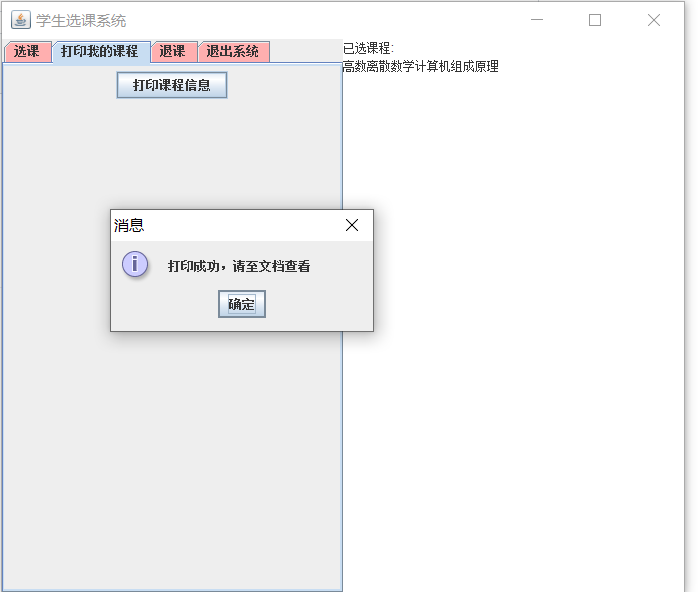 学生选课系统
选课 打印我的课程 退课 退出系统
已选课程:
高数离散数学计算机组成原理
打印课程信息
消息
打印成功，请至文档查看
确定